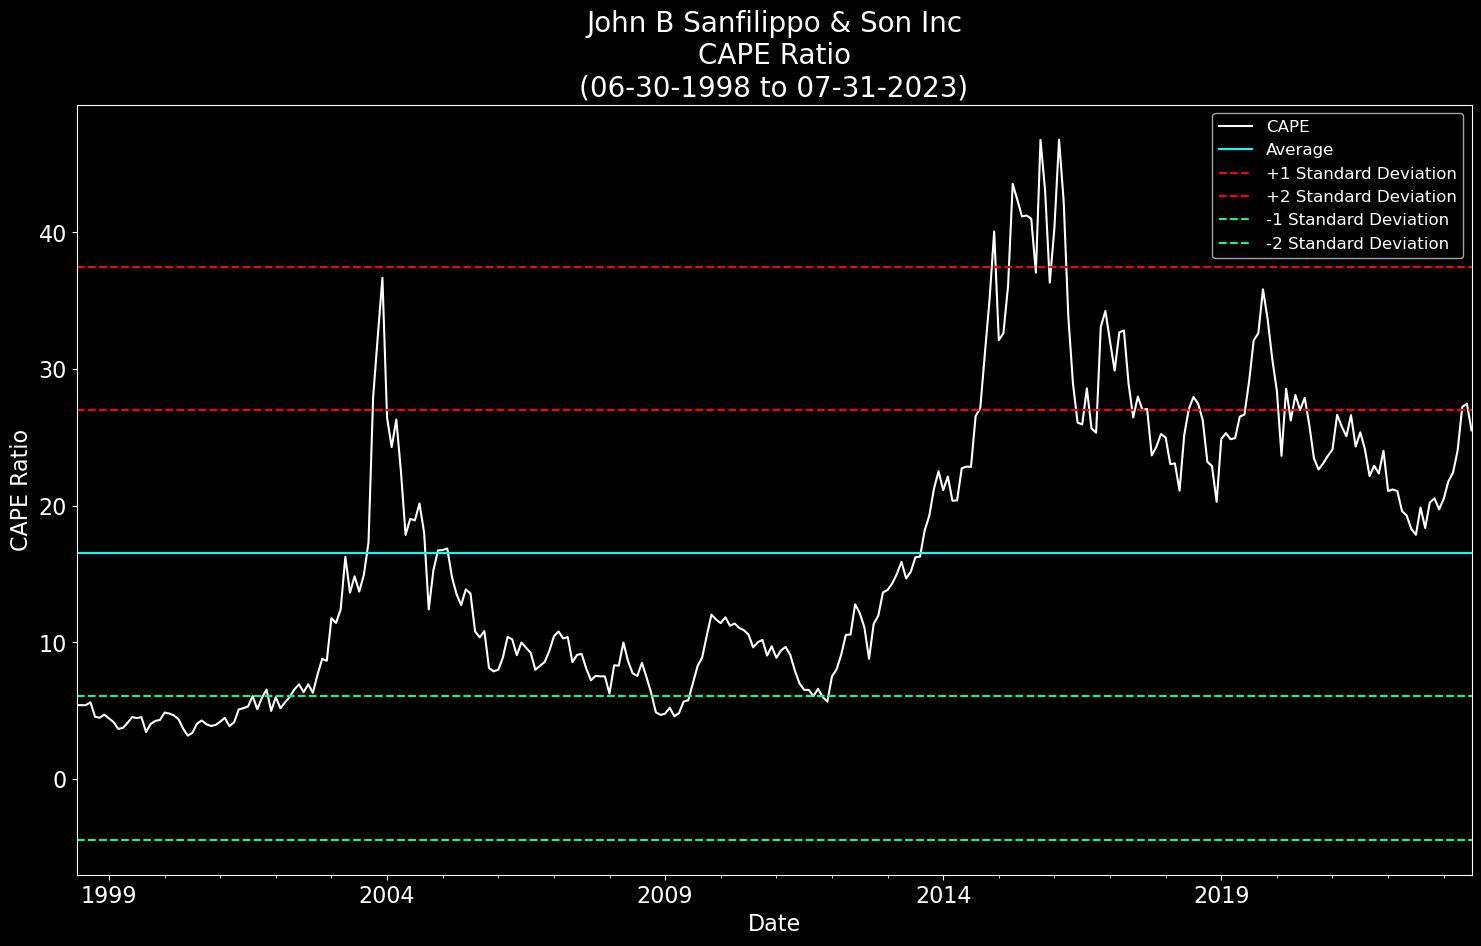 John B Sanfilippo & Son Inc
CAPE Ratio
(06-30-1998 to 07-31-2023)
CAPE
Average
+1 Standard Deviation
+2 Standard Deviation
-1 Standard Deviation
-2 Standard Deviation
CAPE Ratio
40
30
20
10
0
1999 2004 2009 2014 2019
Date